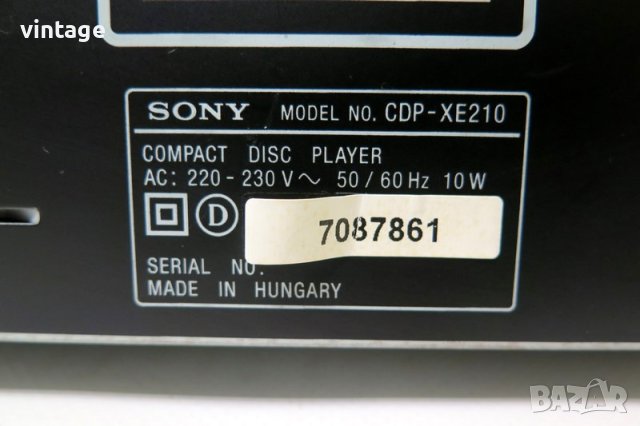 vintage
SONY MODEL NO. CDP-XE210
COMPACT DISC PLAYER
AC: 220 - 230 V ~ 50 / 60 Hz 10 W
D
7087861
SERIAL NO.
MADE IN HUNGARY
BAZAR